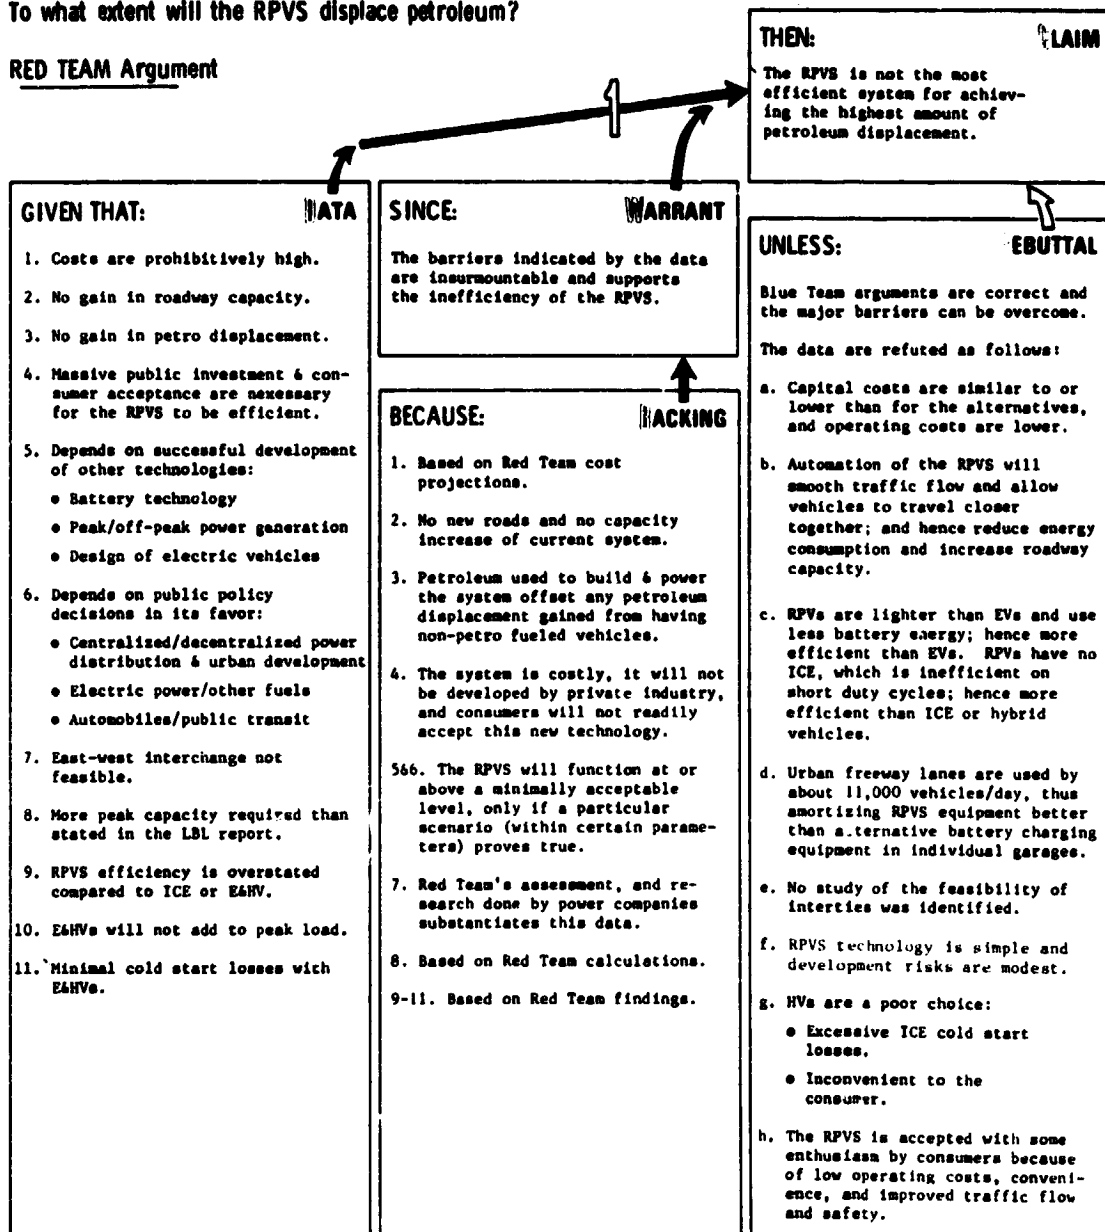 To what extent will the RPVS displace petroleum?
RED TEAM Argument
1
THEN:
CLAIM
The RPVS is not the most
efficient system for achiev-
ing the highest amount of
petroleum displacement.
GIVEN THAT:
DATA
1. Costs are prohibitively high.
2. No gain in roadway capacity.
3. No gain in petro displacement.
4. Massive public investment & con-
sumer acceptance are nexessary
for the RPVS to be efficient.
5. Depends on successful development
of other technologies:
• Battery technology
• Peak/off-peak power generation
• Design of electric vehicles
6. Depends on public policy
decisions in its favor:
• Centralized/decentralized power
distribution & urban development
• Electric power/other fuels
• Automobiles/public transit
7. East-west interchange not
feasible.
8. More peak capacity required than
stated in the LBL report.
9. RPVS efficiency is overstated
compared to ICE or E&HV.
10. E&HVs will not add to peak load.
11. Minimal cold start losses with
E&HVs.
SINCE:
WARRANT
The barriers indicated by the data
are insurmountable and supports
the inefficiency of the RPVS.
BECAUSE:
BACKING
1. Based on Red Team cost
projections.
2. No new roads and no capacity
increase of current system.
3. Petroleum used to build & power
the system offset any petroleum
displacement gained from having
non-petro fueled vehicles.
4. The system is costly, it will not
be developed by private industry,
and consumers will not readily
accept this new technology.
5&6. The RPVS will function at or
above a minimally acceptable
level, only if a particular
scenario (within certain parame-
ters) proves true.
7. Red Team's assessment, and re-
search done by power companies
substantiates this data.
8. Based on Red Team calculations.
9-11. Based on Red Team findings.
UNLESS:
REBUTTAL
Blue Team arguments are correct and
the major barriers can be overcome.
The data are refuted as follows:
a. Capital costs are similar to or
lower than for the alternatives,
and operating costs are lower.
b. Automation of the RPVS will
smooth traffic flow and allow
vehicles to travel closer
together; and hence reduce energy
consumption and increase roadway
capacity.
c. RPVs are lighter than EVs and use
less battery energy; hence more
efficient than EVs. RPVs have no
ICE, which is inefficient on
short duty cycles; hence more
efficient than ICE or hybrid
vehicles.
d. Urban freeway lanes are used by
about 11,000 vehicles/day, thus
amortizing RPVS equipment better
than alternative battery charging
equipment in individual garages.
e. No study of the feasibility of
interties was identified.
f. RPVS technology is simple and
development risks are modest.
g. HVs are a poor choice:
• Excessive ICE cold start
losses.
• Inconvenient to the
consumer.
h. The RPVS is accepted with some
enthusiasm by consumers because
of low operating costs, conveni-
ence, and improved traffic flow
and safety.